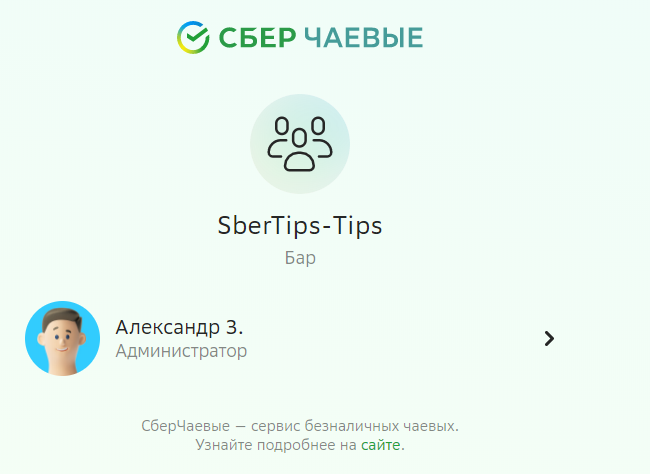 СБЕР ЧАЕВЫЕ
SberTips-Tips
Бар
Александр З.
Администратор
СберЧаевые — сервис безналичных чаевых.
Узнайте подробнее на сайте.